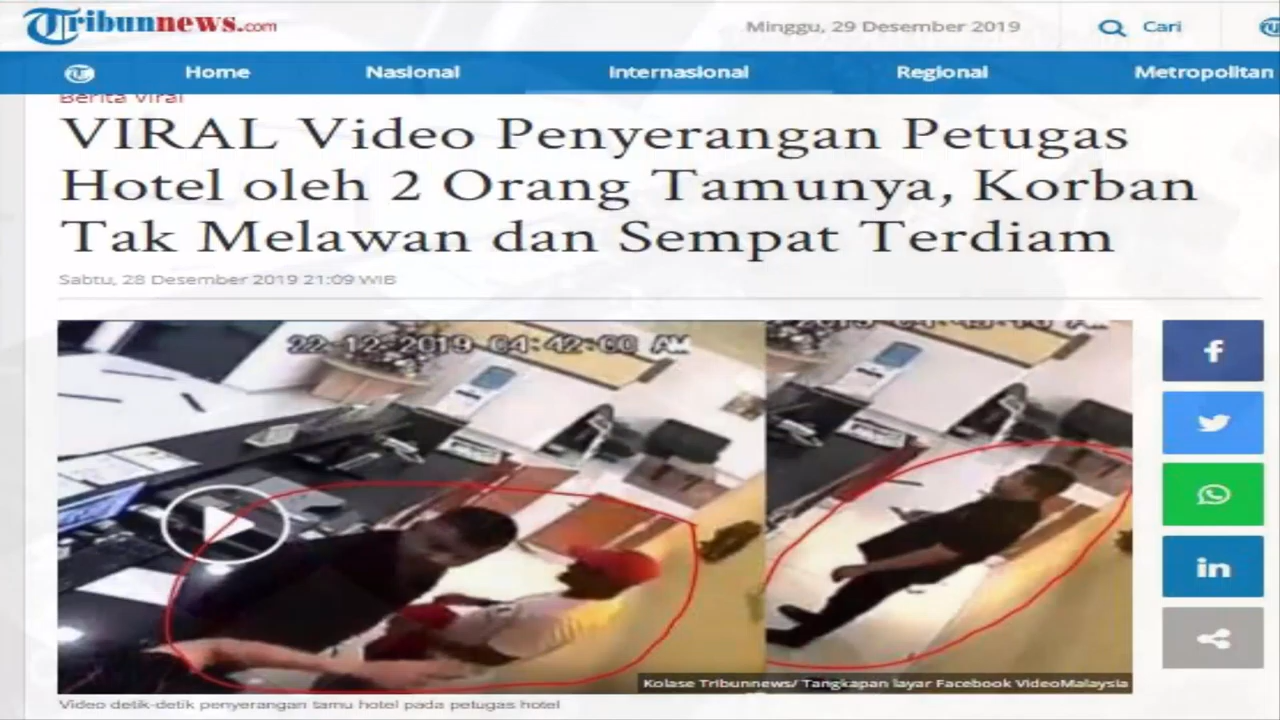 Tribunnews.com
Minggu, 29 Desember 2019
Cari
Home Nasional Internasional Regional Metropolitan
Berita Viral
VIRAL Video Penyerangan Petugas
Hotel oleh 2 Orang Tamunya, Korban
Tak Melawan dan Sempat Terdiam
Sabtu, 28 Desember 2019 21:09 WIB
22-12-2019 04:42:00 AM
Kolase Tribunnews/ Tangkapan layar Facebook VideoMalaysia
Video detik-detik penyerangan tamu hotel pada petugas hotel